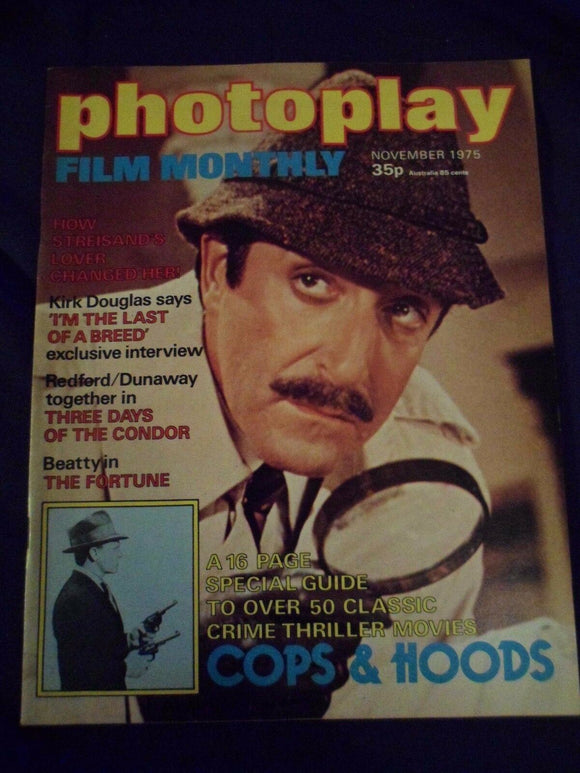 photoplay
FILM MONTHLY
NOVEMBER 1975
35p Australia 85 cents
HOW
STREISAND'S
LOVER
CHANGED HER!
Kirk Douglas says
'I'M THE LAST
OF A BREED'
exclusive interview
Redford/Dunaway
together in
THREE DAYS
OF THE CONDOR
Beatty in
THE FORTUNE
A 16 PAGE
SPECIAL GUIDE
TO OVER 50 CLASSIC
CRIME THRILLER MOVIES
COPS & HOODS